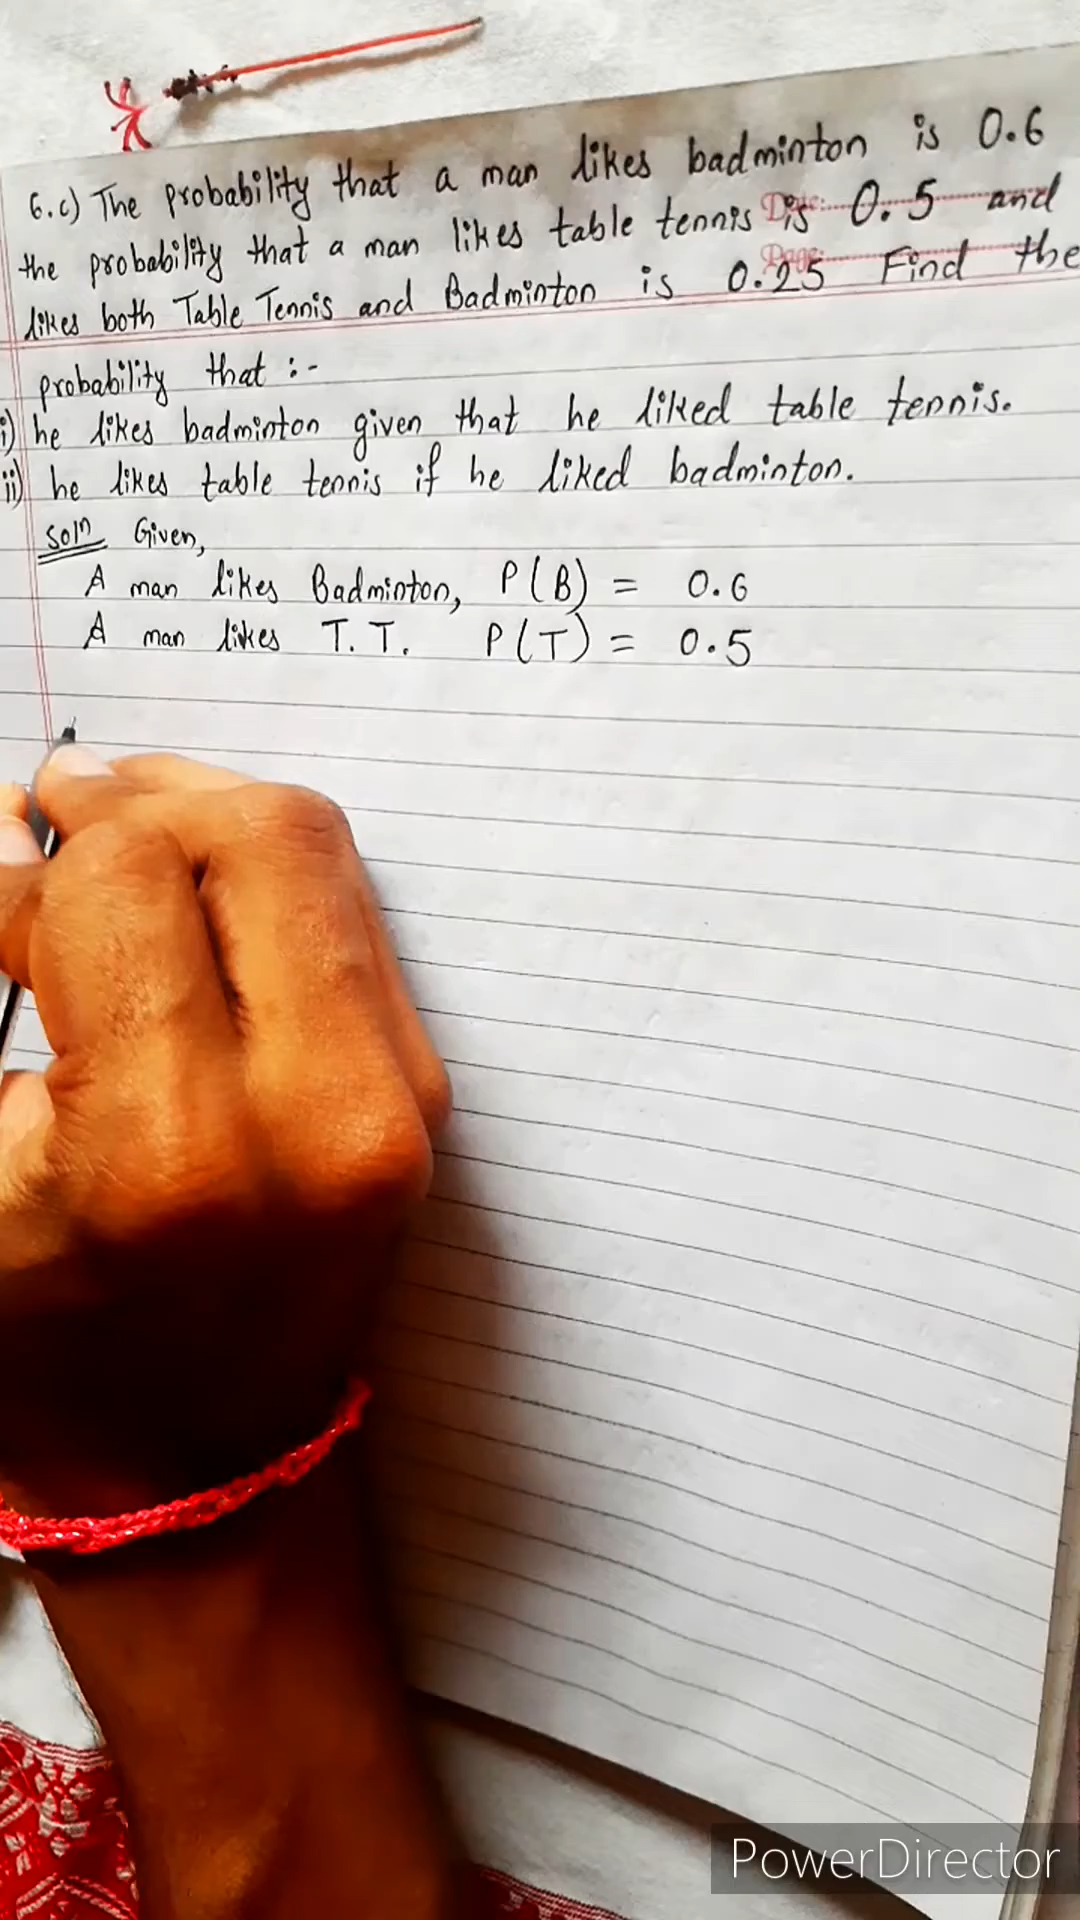 6.c) The probability that a man likes badminton is 0.6
the probability that a man likes table tennis is 0.5 and
likes both Table Tennis and Badminton is 0.25 Find the
probability that :-
i) he likes badminton given that he liked table tennis.
ii) he likes table tennis if he liked badminton.
Soln Given,
A man likes Badminton, P(B) = 0.6
A man likes T.T. P(T) = 0.5
Date:
Page:
PowerDirector